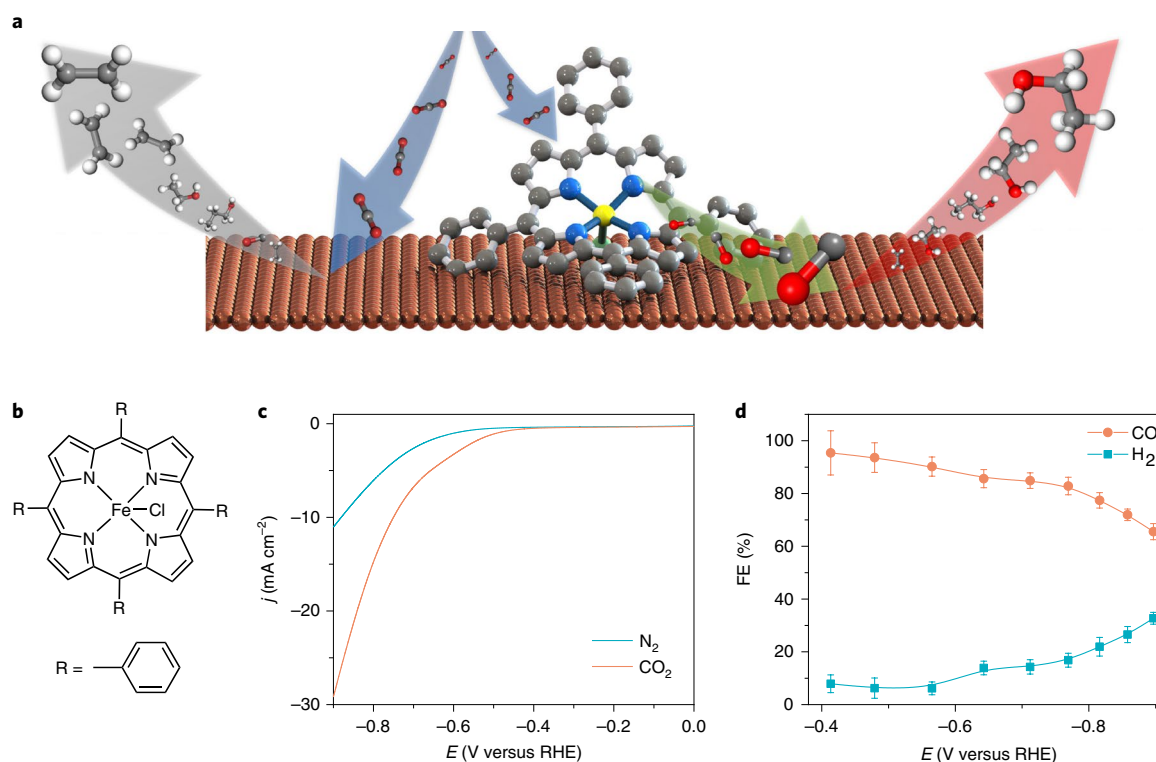 a
b
R
N
N
R
Fe
Cl
R
N
N
R
R =
c
0
−10
−20
−30
j (mA cm−2)
N2
CO2
−0.8
−0.6
−0.4
−0.2
0.0
E (V versus RHE)
d
CO
H2
100
80
60
40
20
0
FE (%)
−0.4
−0.6
−0.8
E (V versus RHE)